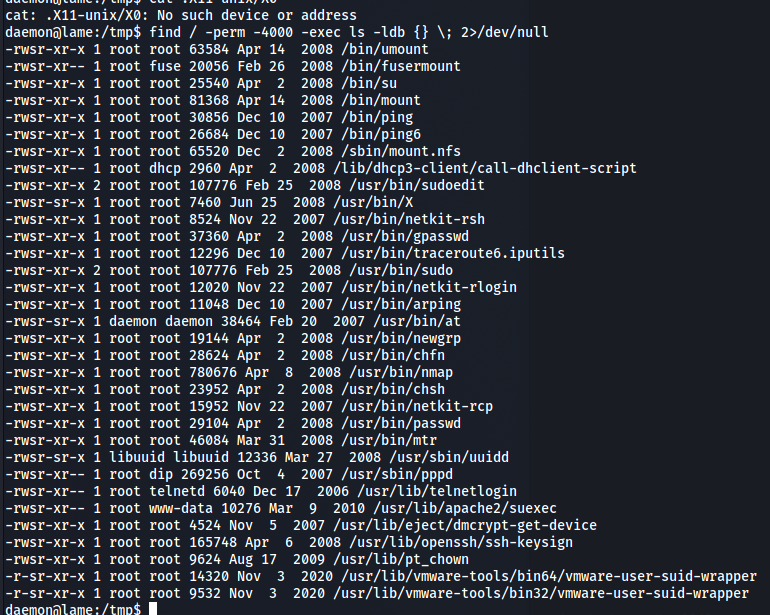 cat: .X11-unix/X0: No such device or address
daemon@lame:/tmp$ find / -perm -4000 -exec ls -ldb {} \; 2>/dev/null
-rwsr-xr-x 1 root root 63584 Apr 14  2008 /bin/umount
-rwsr-xr-- 1 root fuse 20056 Feb 26  2008 /bin/fusermount
-rwsr-xr-x 1 root root 25540 Apr  2  2008 /bin/su
-rwsr-xr-x 1 root root 81368 Apr 14  2008 /bin/mount
-rwsr-xr-x 1 root root 30856 Dec 10  2007 /bin/ping
-rwsr-xr-x 1 root root 26684 Dec 10  2007 /bin/ping6
-rwsr-xr-x 1 root root 65520 Dec  2  2008 /sbin/mount.nfs
-rwsr-xr-- 1 root dhcp 2960 Apr  2  2008 /lib/dhcp3-client/call-dhclient-script
-rwsr-xr-x 2 root root 107776 Feb 25  2008 /usr/bin/sudoedit
-rwsr-sr-x 1 root root 7460 Jun 25  2008 /usr/bin/X
-rwsr-xr-x 1 root root 8524 Nov 22  2007 /usr/bin/netkit-rsh
-rwsr-xr-x 1 root root 37360 Apr  2  2008 /usr/bin/gpasswd
-rwsr-xr-x 1 root root 12296 Dec 10  2007 /usr/bin/traceroute6.iputils
-rwsr-xr-x 2 root root 107776 Feb 25  2008 /usr/bin/sudo
-rwsr-xr-x 1 root root 12020 Nov 22  2007 /usr/bin/netkit-rlogin
-rwsr-xr-x 1 root root 11048 Dec 10  2007 /usr/bin/arping
-rwsr-sr-x 1 daemon daemon 38464 Feb 20  2007 /usr/bin/at
-rwsr-xr-x 1 root root 19144 Apr  2  2008 /usr/bin/newgrp
-rwsr-xr-x 1 root root 28624 Apr  2  2008 /usr/bin/chfn
-rwsr-xr-x 1 root root 780676 Apr  8  2008 /usr/bin/nmap
-rwsr-xr-x 1 root root 23952 Apr  2  2008 /usr/bin/chsh
-rwsr-xr-x 1 root root 15952 Nov 22  2007 /usr/bin/netkit-rcp
-rwsr-xr-x 1 root root 29104 Apr  2  2008 /usr/bin/passwd
-rwsr-xr-x 1 root root 46084 Mar 31  2008 /usr/bin/mtr
-rwsr-sr-x 1 libuuid libuuid 12336 Mar 27  2008 /usr/sbin/uuidd
-rwsr-xr-- 1 root dip 269256 Oct  4  2007 /usr/sbin/pppd
-rwsr-xr-- 1 root telnetd 6040 Dec 17  2006 /usr/lib/telnetlogin
-rwsr-xr-- 1 root www-data 10276 Mar  9  2010 /usr/lib/apache2/suexec
-rwsr-xr-x 1 root root 4524 Nov  5  2007 /usr/lib/eject/dmcrypt-get-device
-rwsr-xr-x 1 root root 165748 Apr  6  2008 /usr/lib/openssh/ssh-keysign
-rwsr-xr-x 1 root root 9624 Aug 17  2009 /usr/lib/pt_chown
-r-sr-xr-x 1 root root 14320 Nov  3  2020 /usr/lib/vmware-tools/bin64/vmware-user-suid-wrapper
-r-sr-xr-x 1 root root 9532 Nov  3  2020 /usr/lib/vmware-tools/bin32/vmware-user-suid-wrapper
daemon@lame:/tmp$